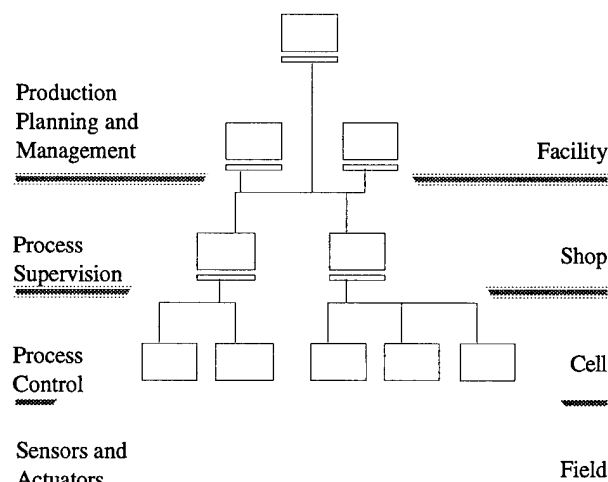 Production
Planning and
Management
Facility
Process
Supervision
Shop
Process
Control
Cell
Sensors and
Actuators
Field